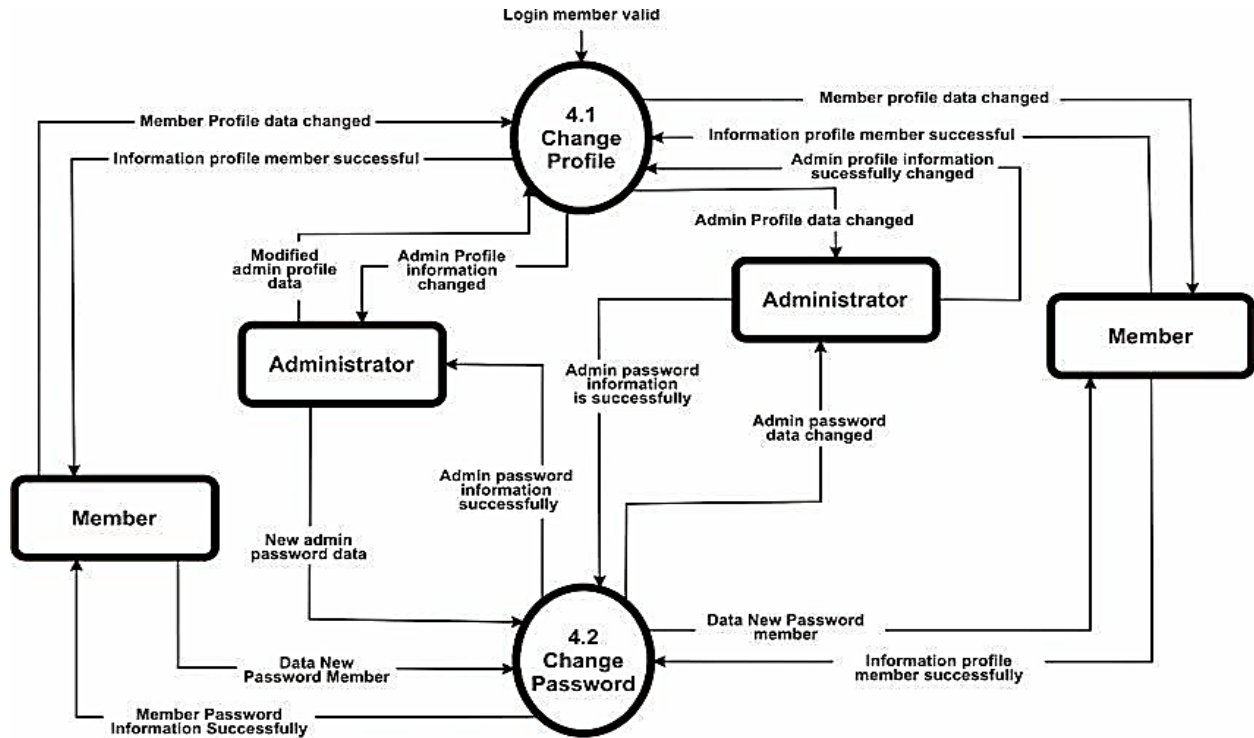 Login member valid
4.1
Change
Profile
Member Profile data changed
Member profile data changed
Information profile member successful
Information profile member successful
Admin profile information
sucessfully changed
Admin Profile data changed
Modified
admin profile
data
Admin Profile
information
changed
Administrator
Administrator
Member
Admin password
information
is successfully
Admin password
data changed
Admin password
information
successfully
Member
New admin
password data
4.2
Change
Password
Data New Password
member
Data New
Password Member
Information profile
member successfully
Member Password
Information Successfully